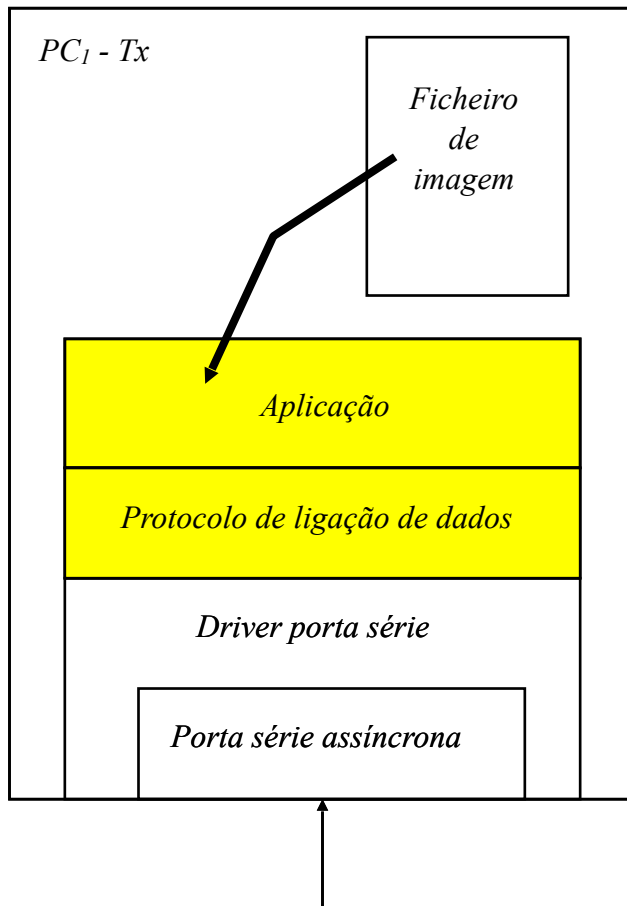 PC₁ - Tx
Ficheiro
de
imagem
Aplicação
Protocolo de ligação de dados
Driver porta série
Porta série assíncrona